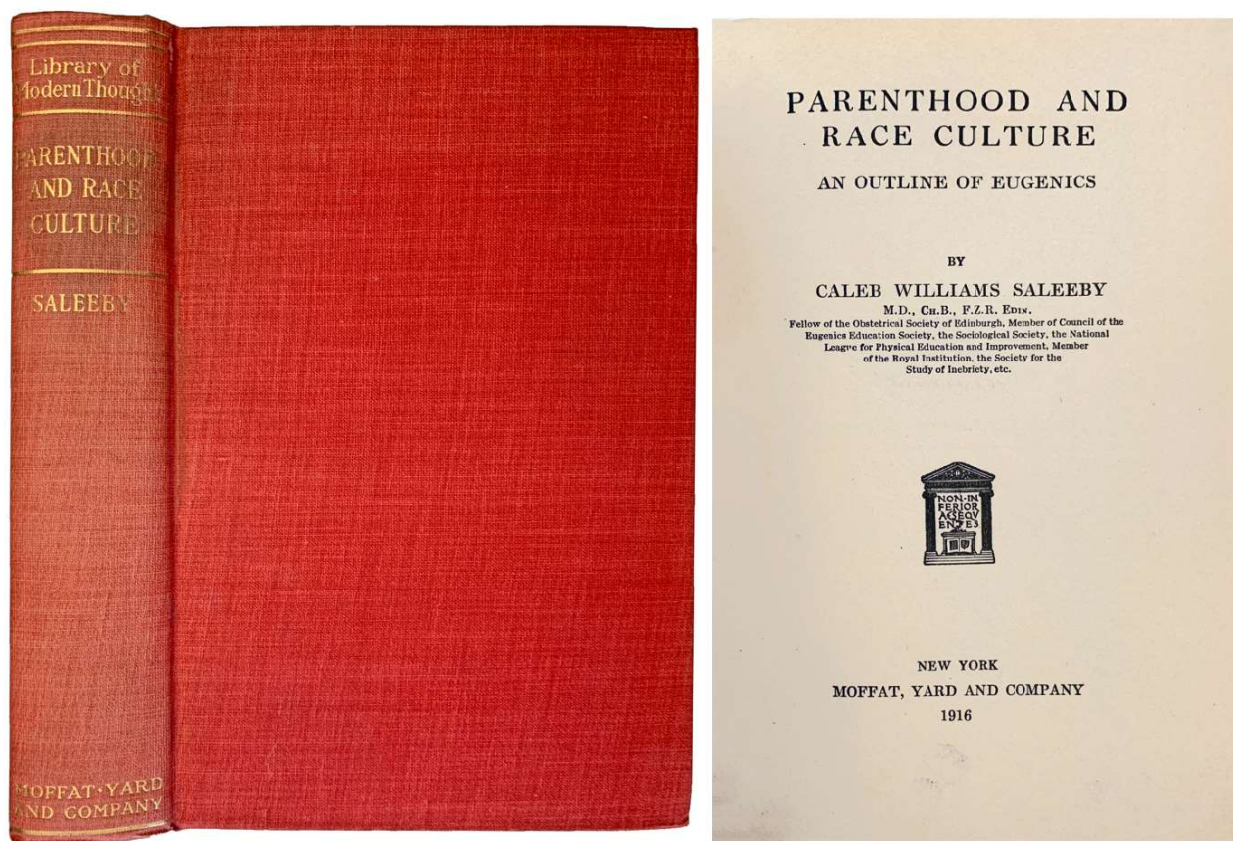 Library of
Modern Thought
PARENTHOOD
AND RACE
CULTURE
SALEEBY
MOFFAT·YARD
AND COMPANY
PARENTHOOD AND
RACE CULTURE
AN OUTLINE OF EUGENICS
BY
CALEB WILLIAMS SALEEBY
M.D., CH.B., F.Z.R. EDIN.
Fellow of the Obstetrical Society of Edinburgh, Member of Council of the
Eugenics Education Society, the Sociological Society, the National
League for Physical Education and Improvement, Member
of the Royal Institution, the Society for the
Study of Inebriety, etc.
NON·IN
FERIOR
A·SEQV
ENTES
NEW YORK
MOFFAT, YARD AND COMPANY
1916